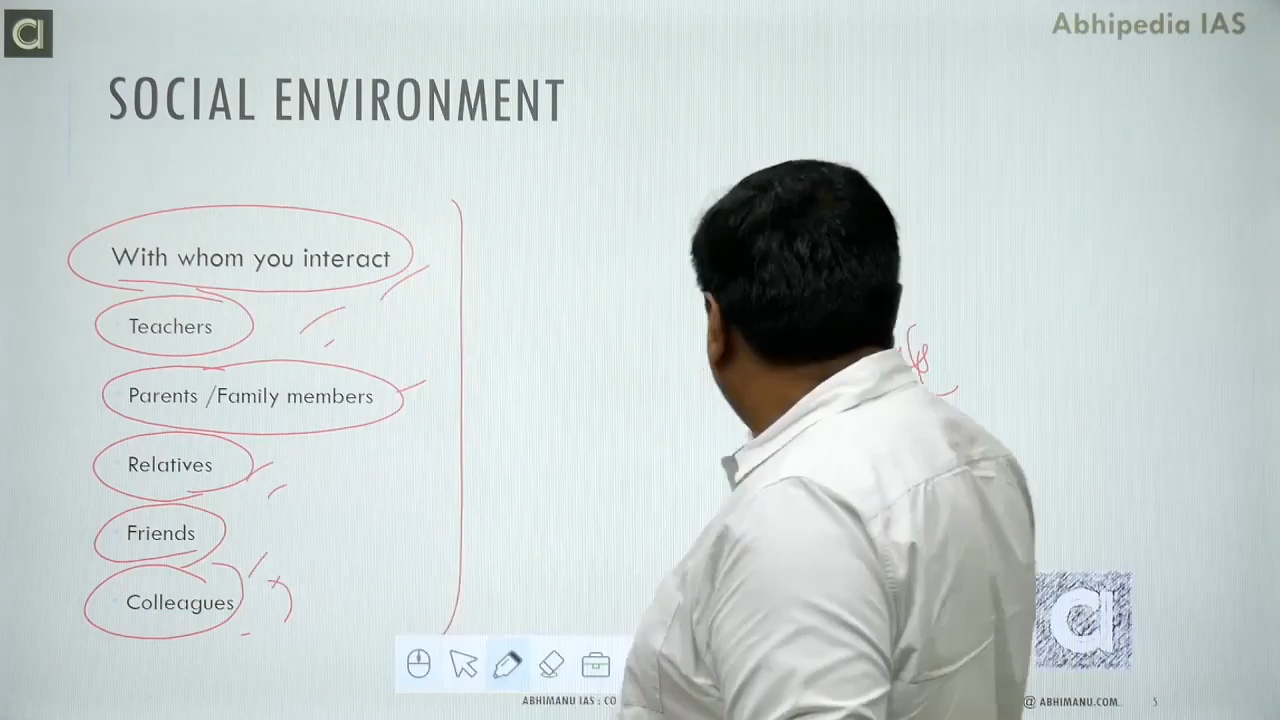 Abhipedia IAS
SOCIAL ENVIRONMENT
With whom you interact
Teachers
Parents /Family members
Relatives
Friends
Colleagues
ABHIMANU IAS : CO
@ ABHIMANU.COM.
5